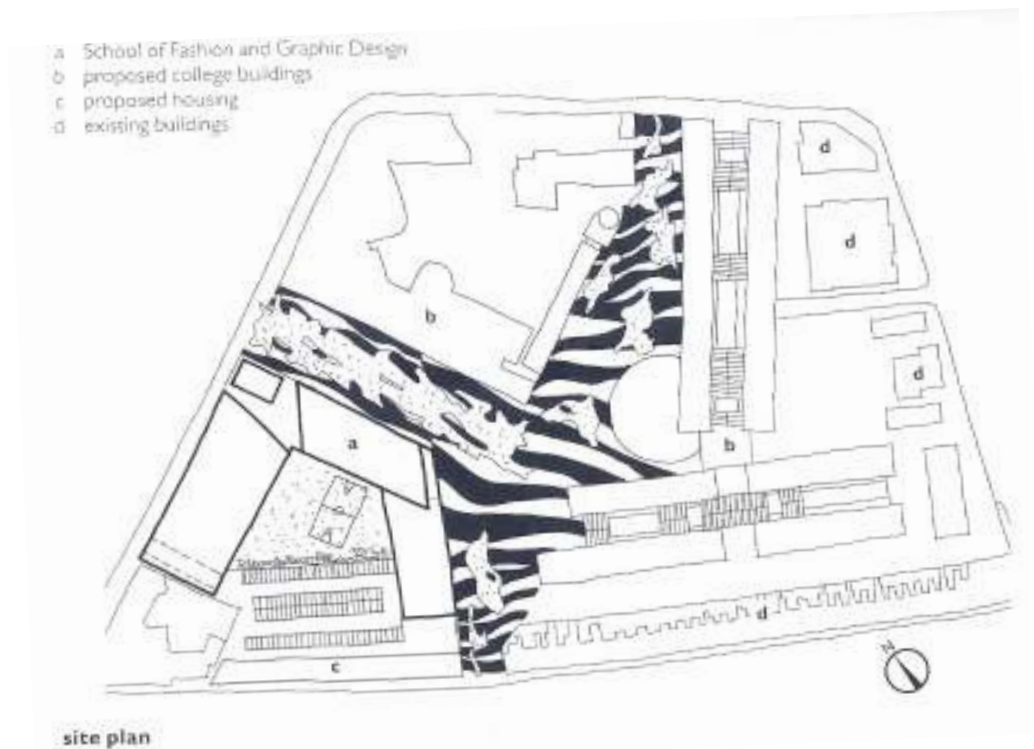 a School of Fashion and Graphic Design
b proposed college buildings
c proposed housing
d existing buildings
d
d
b
d
a
b
d
c
N
site plan